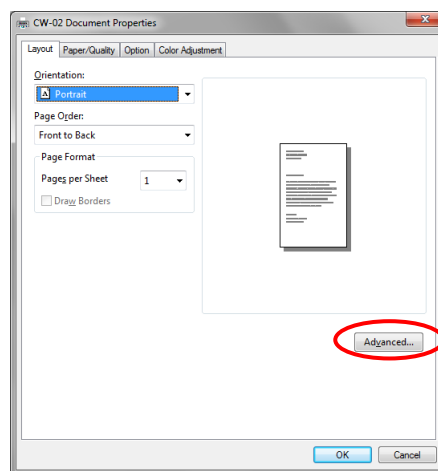 CW-02 Document Properties
Layout Paper/Quality Option Color Adjustment
Orientation:
A Portrait
Page Order:
Front to Back
Page Format
Pages per Sheet 1
Draw Borders
Advanced...
OK Cancel